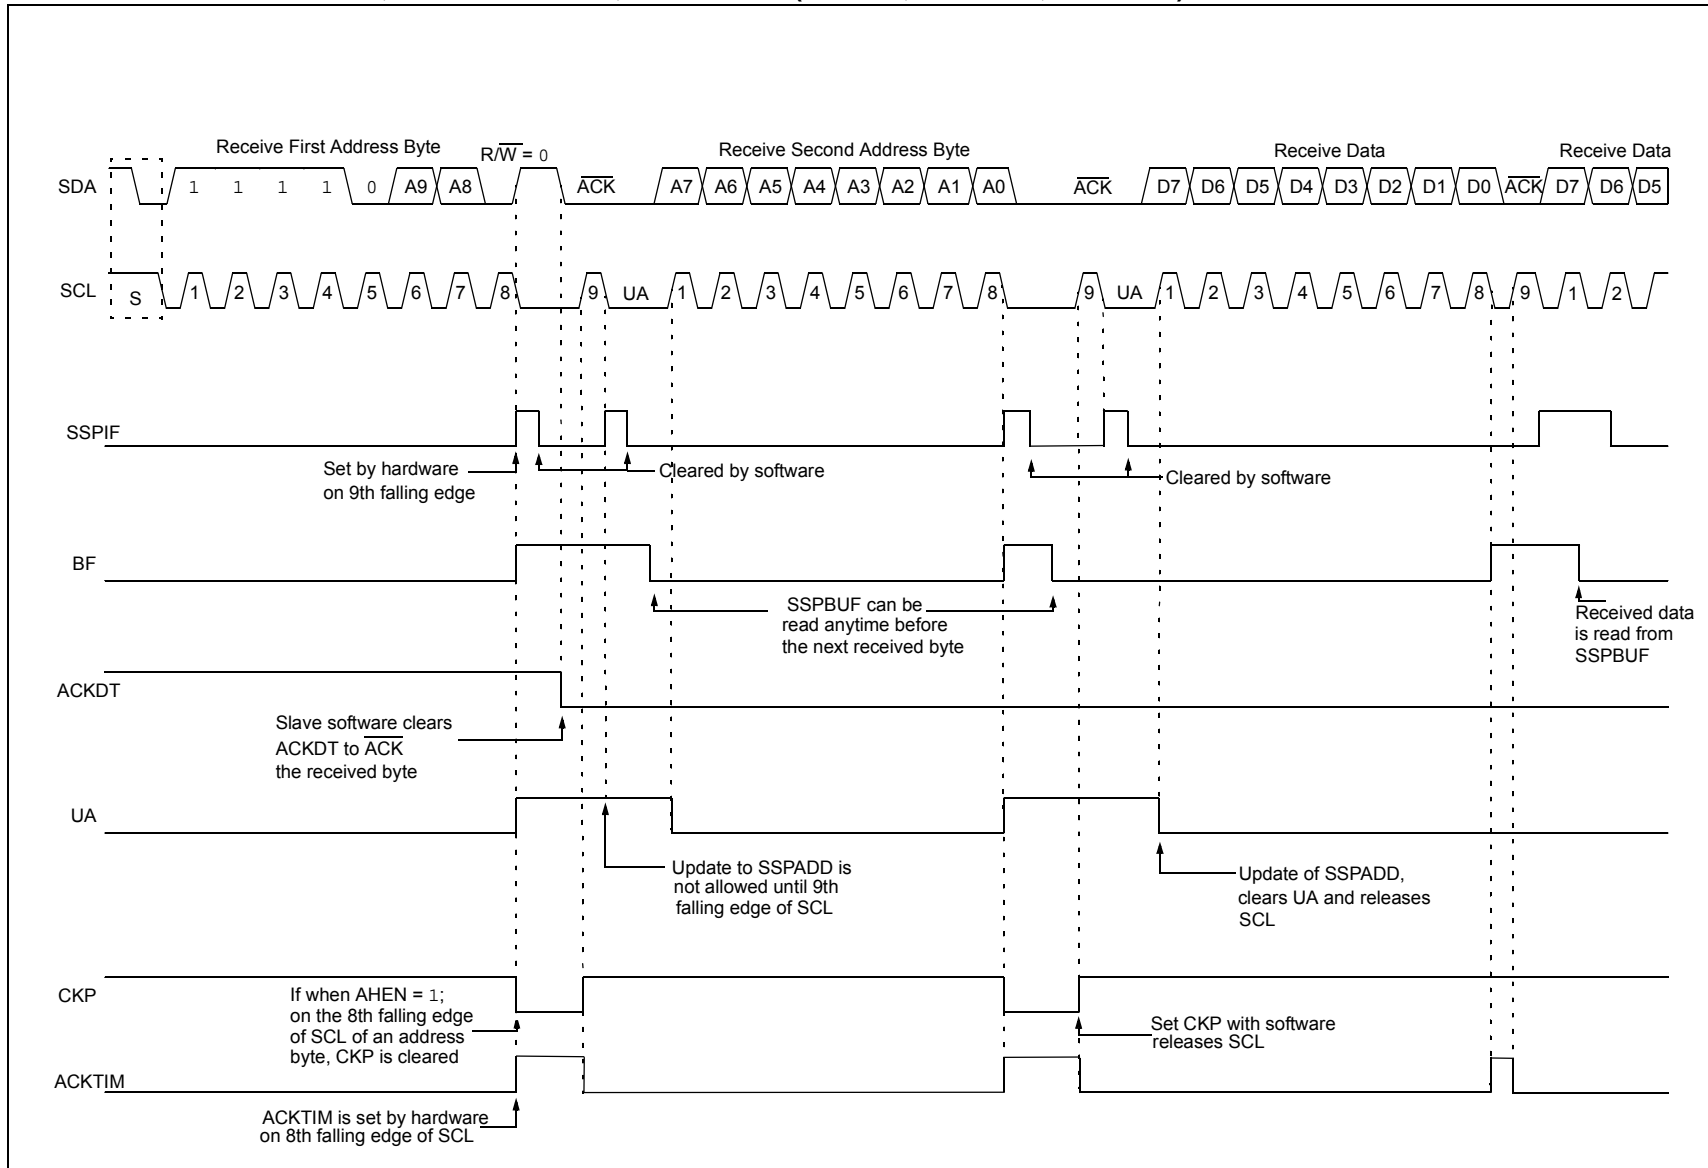 Receive First Address Byte
R/W = 0
Receive Second Address Byte
Receive Data
Receive Data
SDA
1 1 1 1 0 A9 A8 ACK A7 A6 A5 A4 A3 A2 A1 A0 ACK D7 D6 D5 D4 D3 D2 D1 D0 ACK D7 D6 D5
SCL
S 1 2 3 4 5 6 7 8 9 UA 1 2 3 4 5 6 7 8 9 UA 1 2 3 4 5 6 7 8 9 1 2
SSPIF
Set by hardware
on 9th falling edge
Cleared by software
Cleared by software
BF
SSPBUF can be
read anytime before
the next received byte
Received data
is read from
SSPBUF
ACKDT
Slave software clears
ACKDT to ACK
the received byte
UA
Update to SSPADD is
not allowed until 9th
falling edge of SCL
Update of SSPADD,
clears UA and releases
SCL
CKP
If when AHEN = 1;
on the 8th falling edge
of SCL of an address
byte, CKP is cleared
Set CKP with software
releases SCL
ACKTIM
ACKTIM is set by hardware
on 8th falling edge of SCL